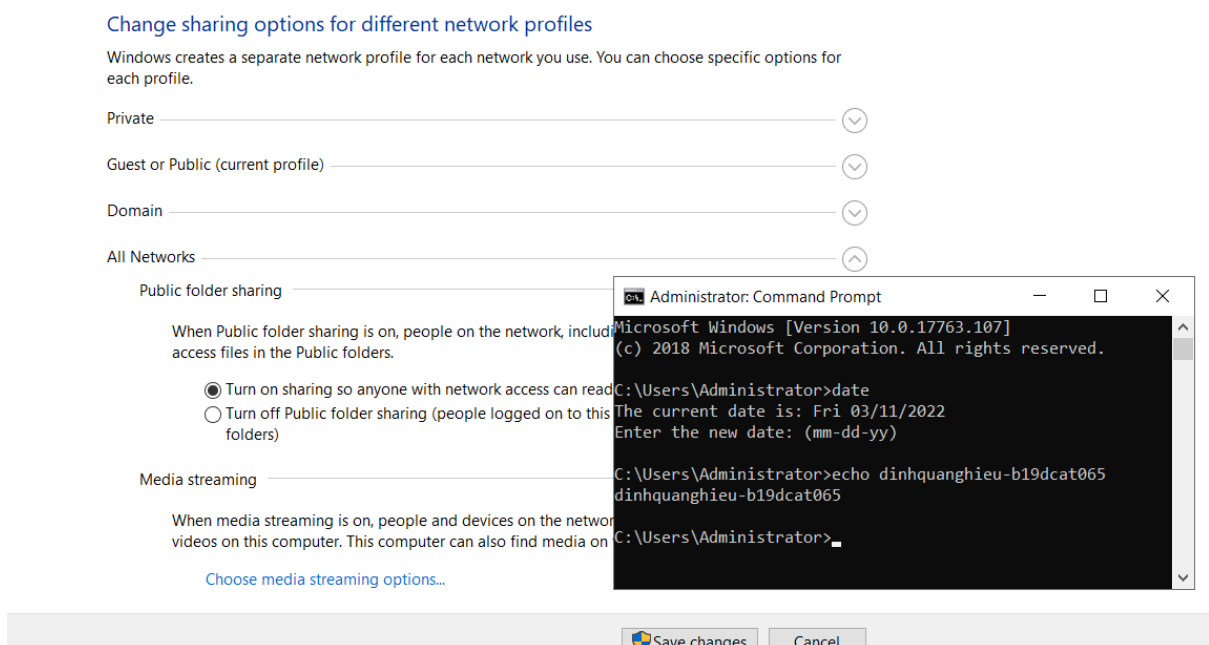 Change sharing options for different network profiles
Windows creates a separate network profile for each network you use. You can choose specific options for
each profile.
Private
Guest or Public (current profile)
Domain
All Networks
Public folder sharing
When Public folder sharing is on, people on the network, includi
access files in the Public folders.
Turn on sharing so anyone with network access can read
Turn off Public folder sharing (people logged on to this
folders)
Media streaming
When media streaming is on, people and devices on the networ
videos on this computer. This computer can also find media on
Choose media streaming options...
Administrator: Command Prompt
Microsoft Windows [Version 10.0.17763.107]
(c) 2018 Microsoft Corporation. All rights reserved.
C:\Users\Administrator>date
The current date is: Fri 03/11/2022
Enter the new date: (mm-dd-yy)
C:\Users\Administrator>echo dinhquanghieu-b19dcat065
dinhquanghieu-b19dcat065
C:\Users\Administrator>
Save changes
Cancel